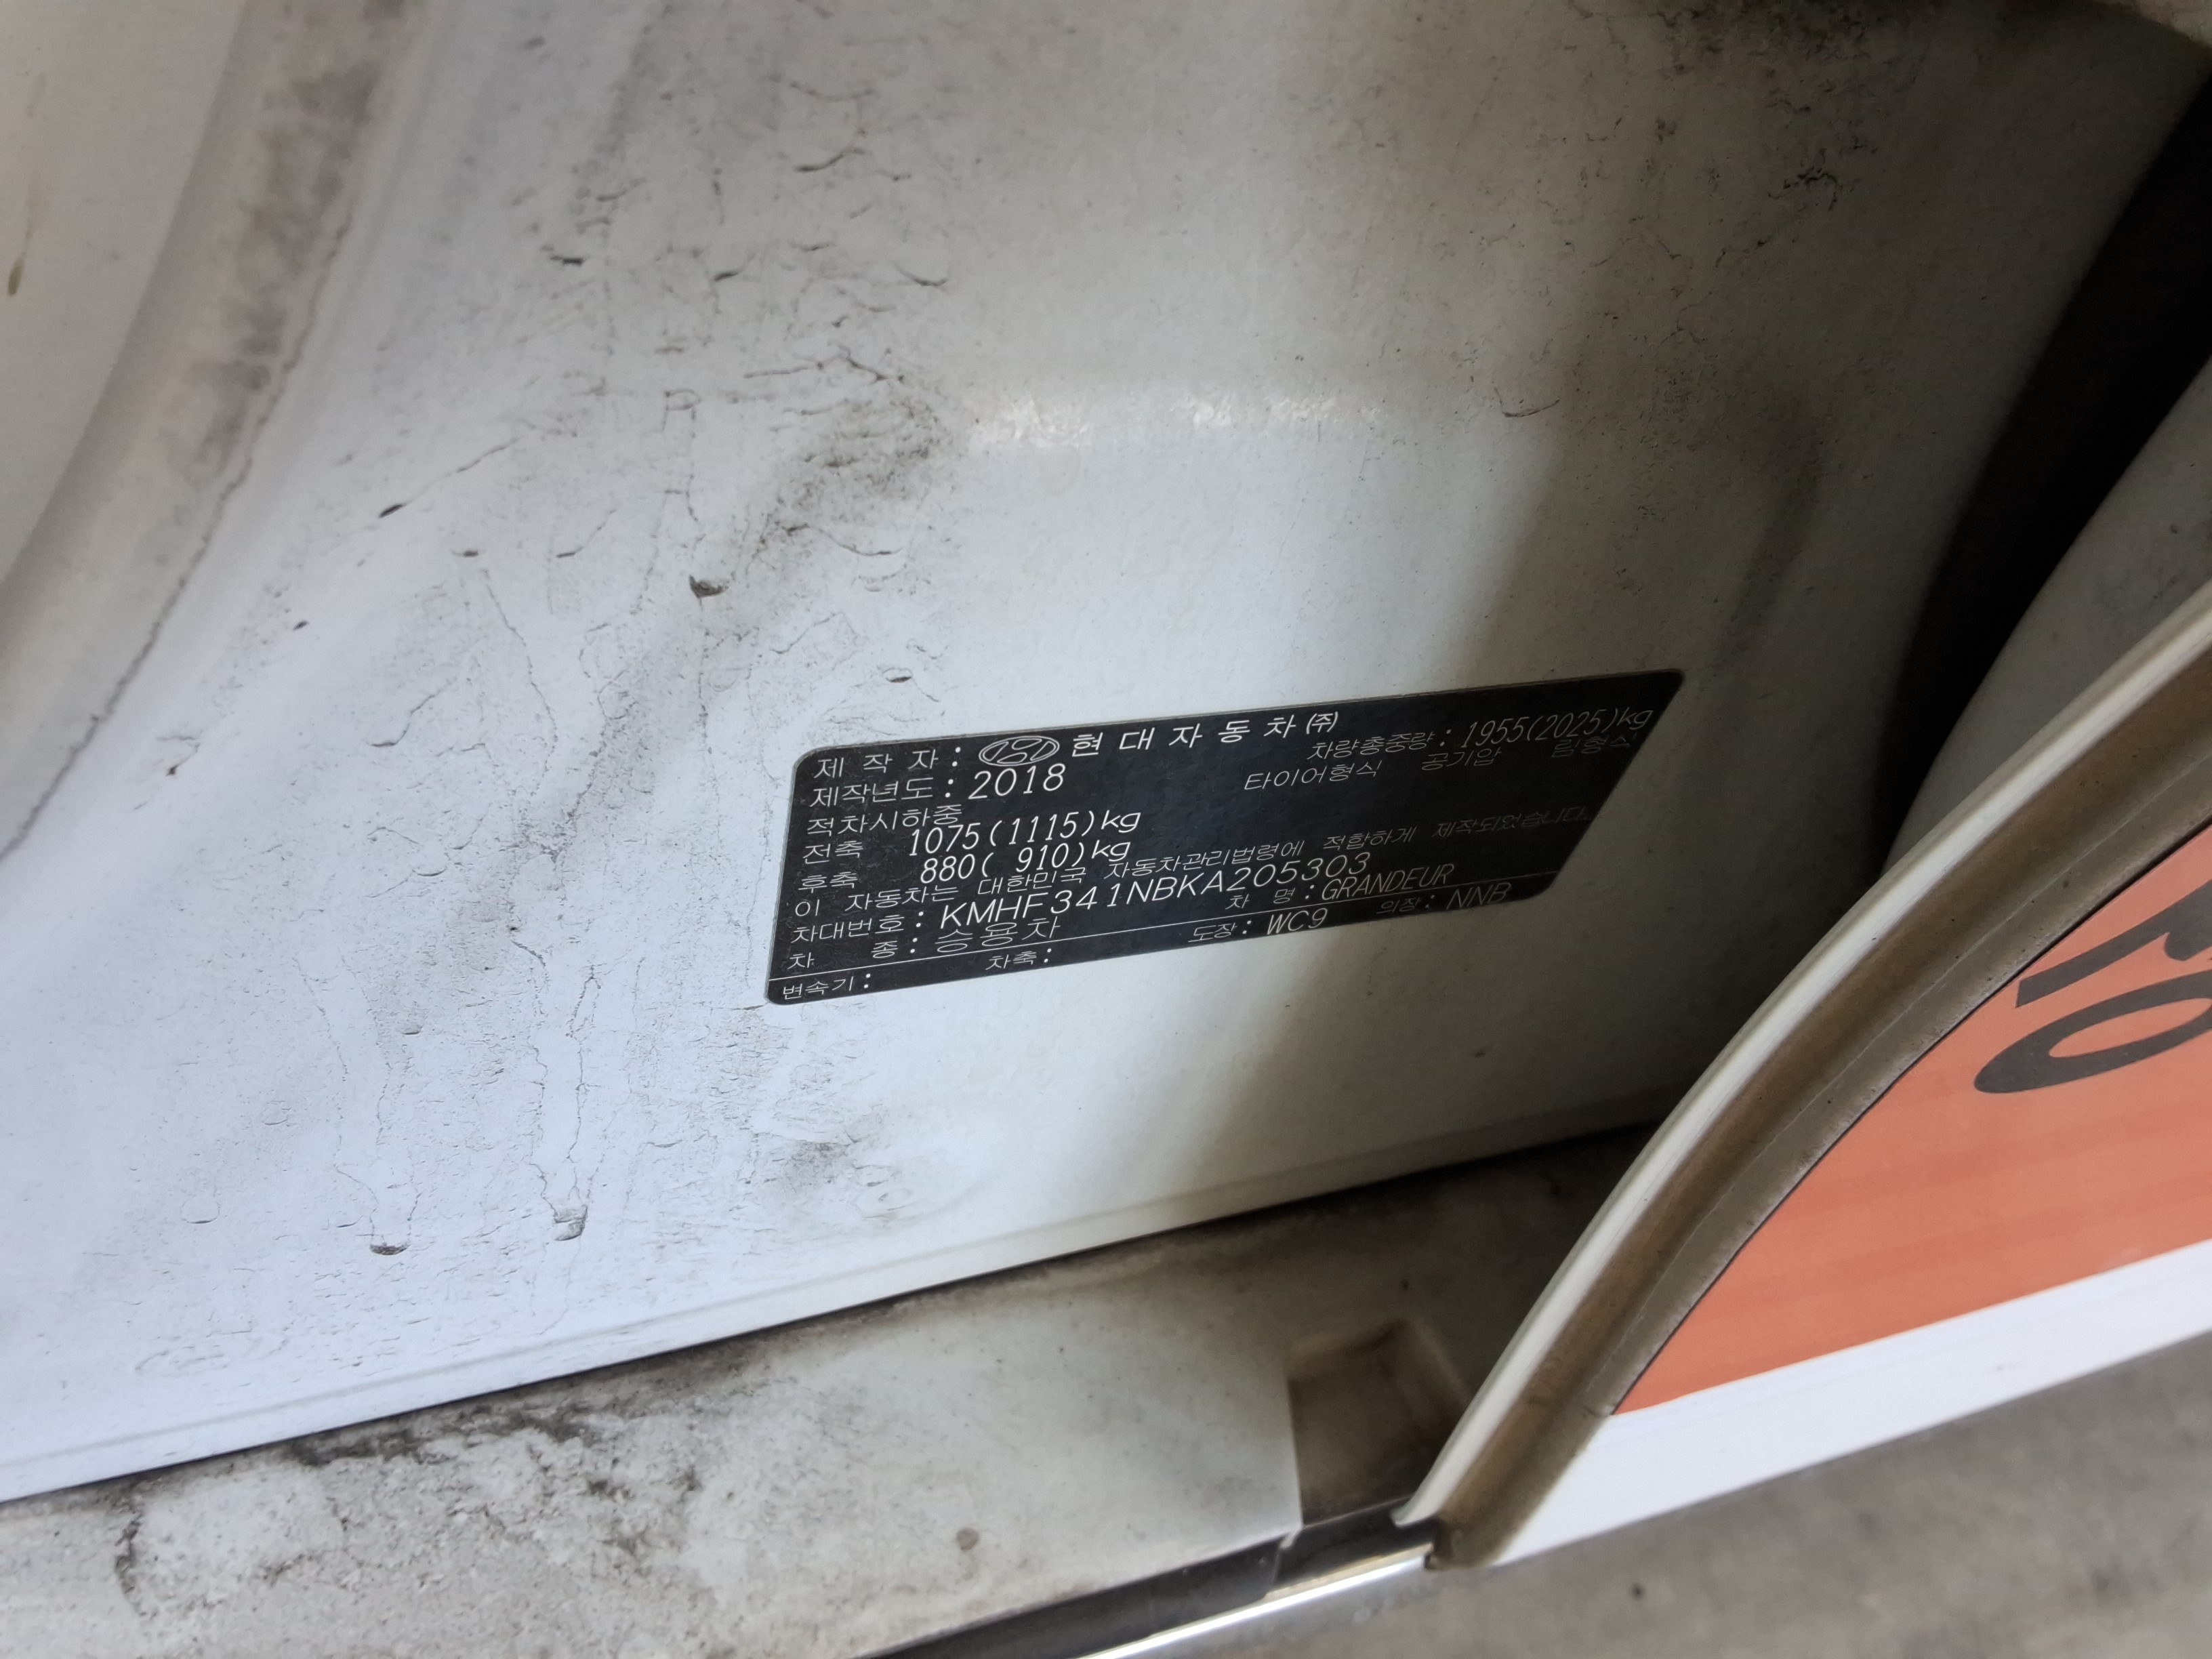 제 작 자 : 현 대 자 동 차 ㈜
제작년도 : 2018
차량총중량 : 1955(2025)kg
적차시하중
타이어형식 공기압 림형식
전축 1075(1115)kg
후축 880( 910)kg
이 자동차는 대한민국 자동차관리법령에 적합하게 제작되었습니다.
차대번호 : KMHF341NBKA205303
차 종 : 승용차 차 명 : GRANDEUR
변속기 : 차축 : 도장 : WC9 의장 : NNB